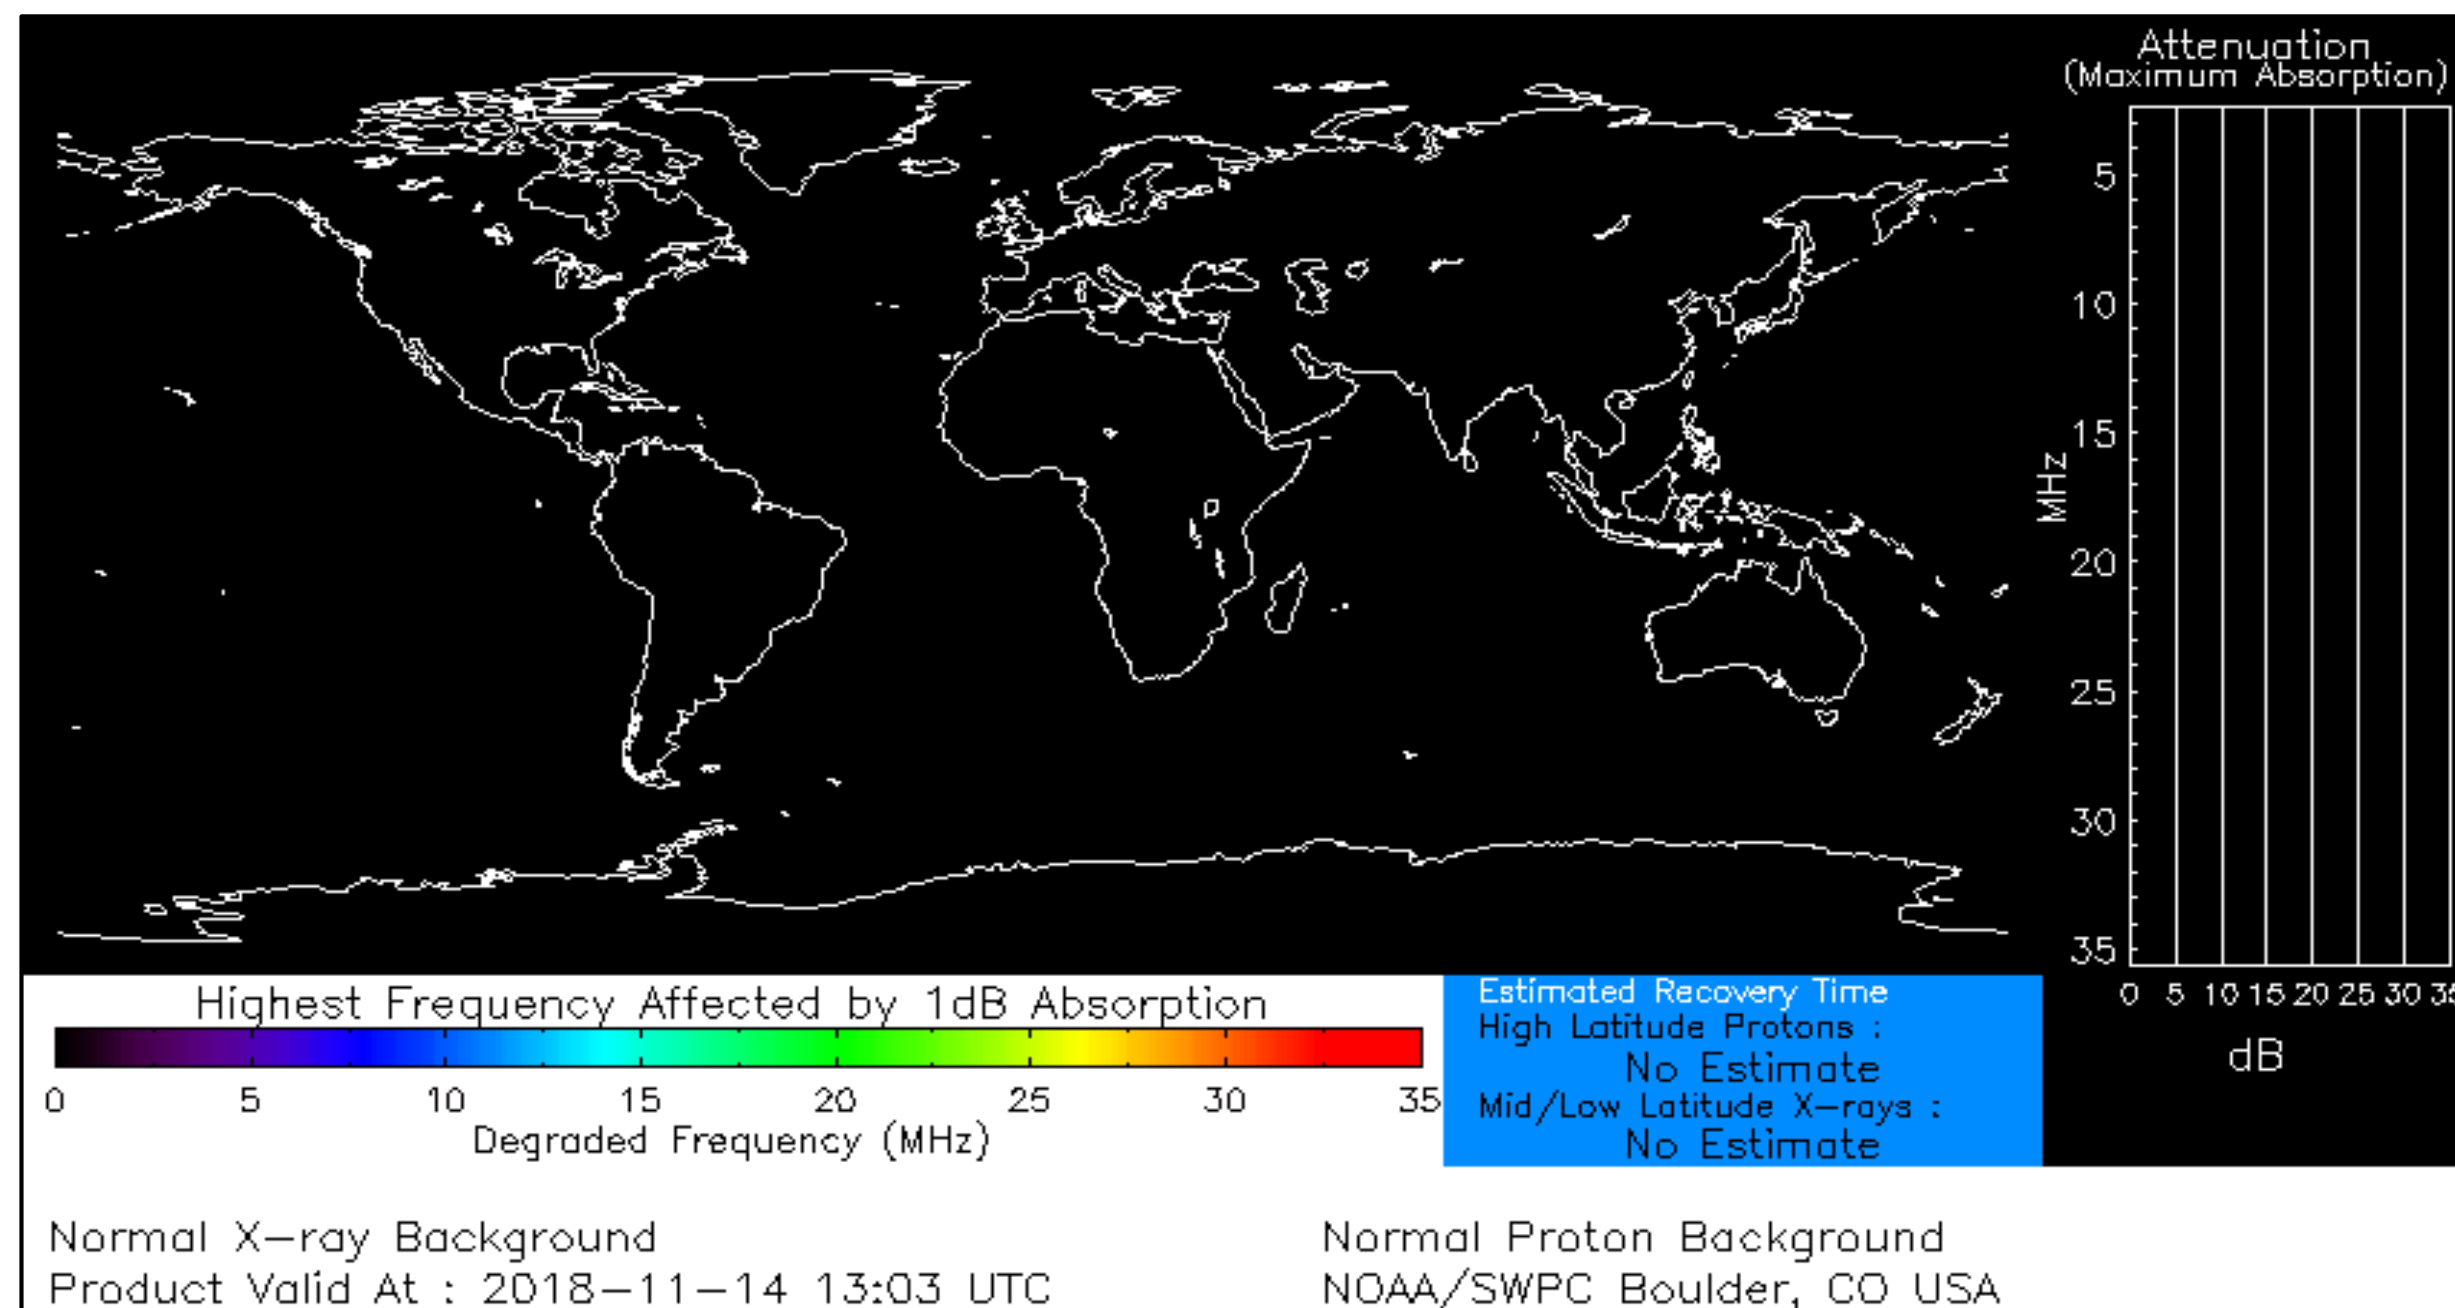 Attenuation
(Maximum Absorption)
5
10
15
20
25
30
35
MHz
0 5 10 15 20 25 30 35
dB
Highest Frequency Affected by 1dB Absorption
0 5 10 15 20 25 30 35
Degraded Frequency (MHz)
Estimated Recovery Time
High Latitude Protons :
No Estimate
Mid/Low Latitude X-rays :
No Estimate
Normal X-ray Background
Product Valid At : 2018-11-14 13:03 UTC
Normal Proton Background
NOAA/SWPC Boulder, CO USA